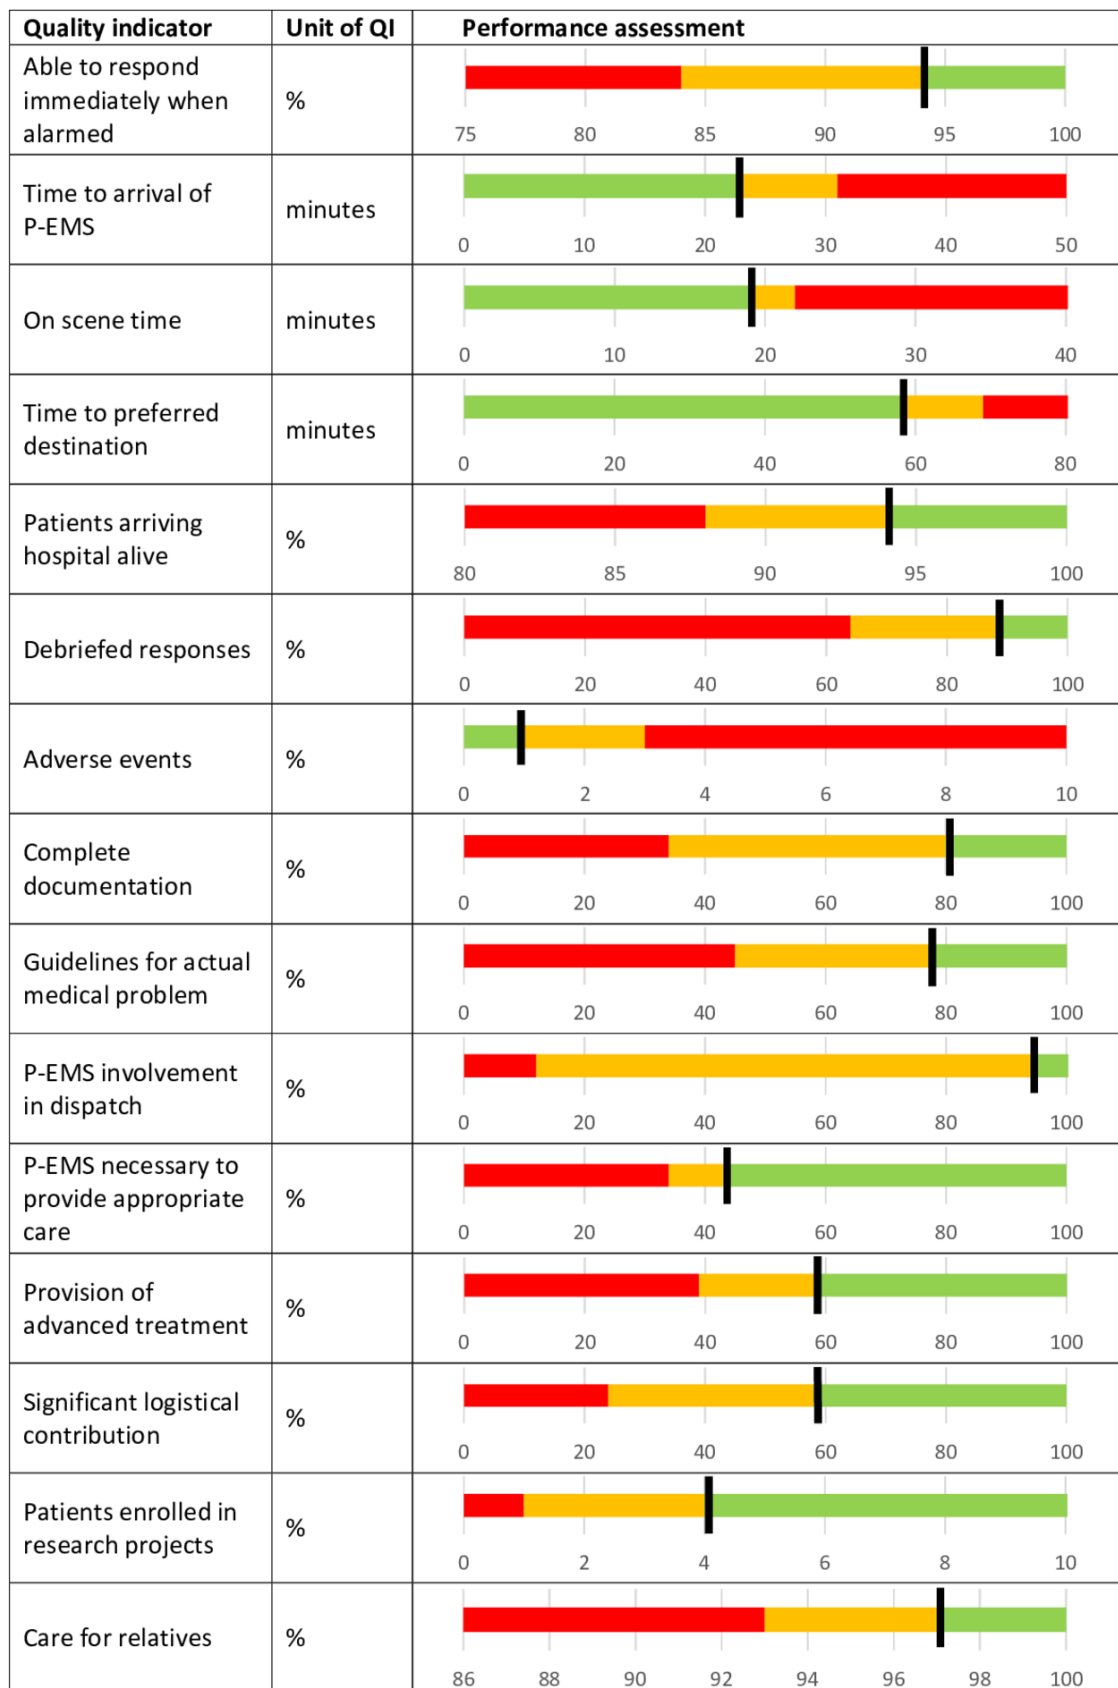 Quality indicator Unit of QI Performance assessment
Able to respond
immediately when
alarmed
%
75 80 85 90 95 100
Time to arrival of
P-EMS
minutes
0 10 20 30 40 50
On scene time
minutes
0 10 20 30 40
Time to preferred
destination
minutes
0 20 40 60 80
Patients arriving
hospital alive
%
80 85 90 95 100
Debriefed responses
%
0 20 40 60 80 100
Adverse events
%
0 2 4 6 8 10
Complete
documentation
%
0 20 40 60 80 100
Guidelines for actual
medical problem
%
0 20 40 60 80 100
P-EMS involvement
in dispatch
%
0 20 40 60 80 100
P-EMS necessary to
provide appropriate
care
%
0 20 40 60 80 100
Provision of
advanced treatment
%
0 20 40 60 80 100
Significant logistical
contribution
%
0 20 40 60 80 100
Patients enrolled in
research projects
%
0 2 4 6 8 10
Care for relatives
%
86 88 90 92 94 96 98 100